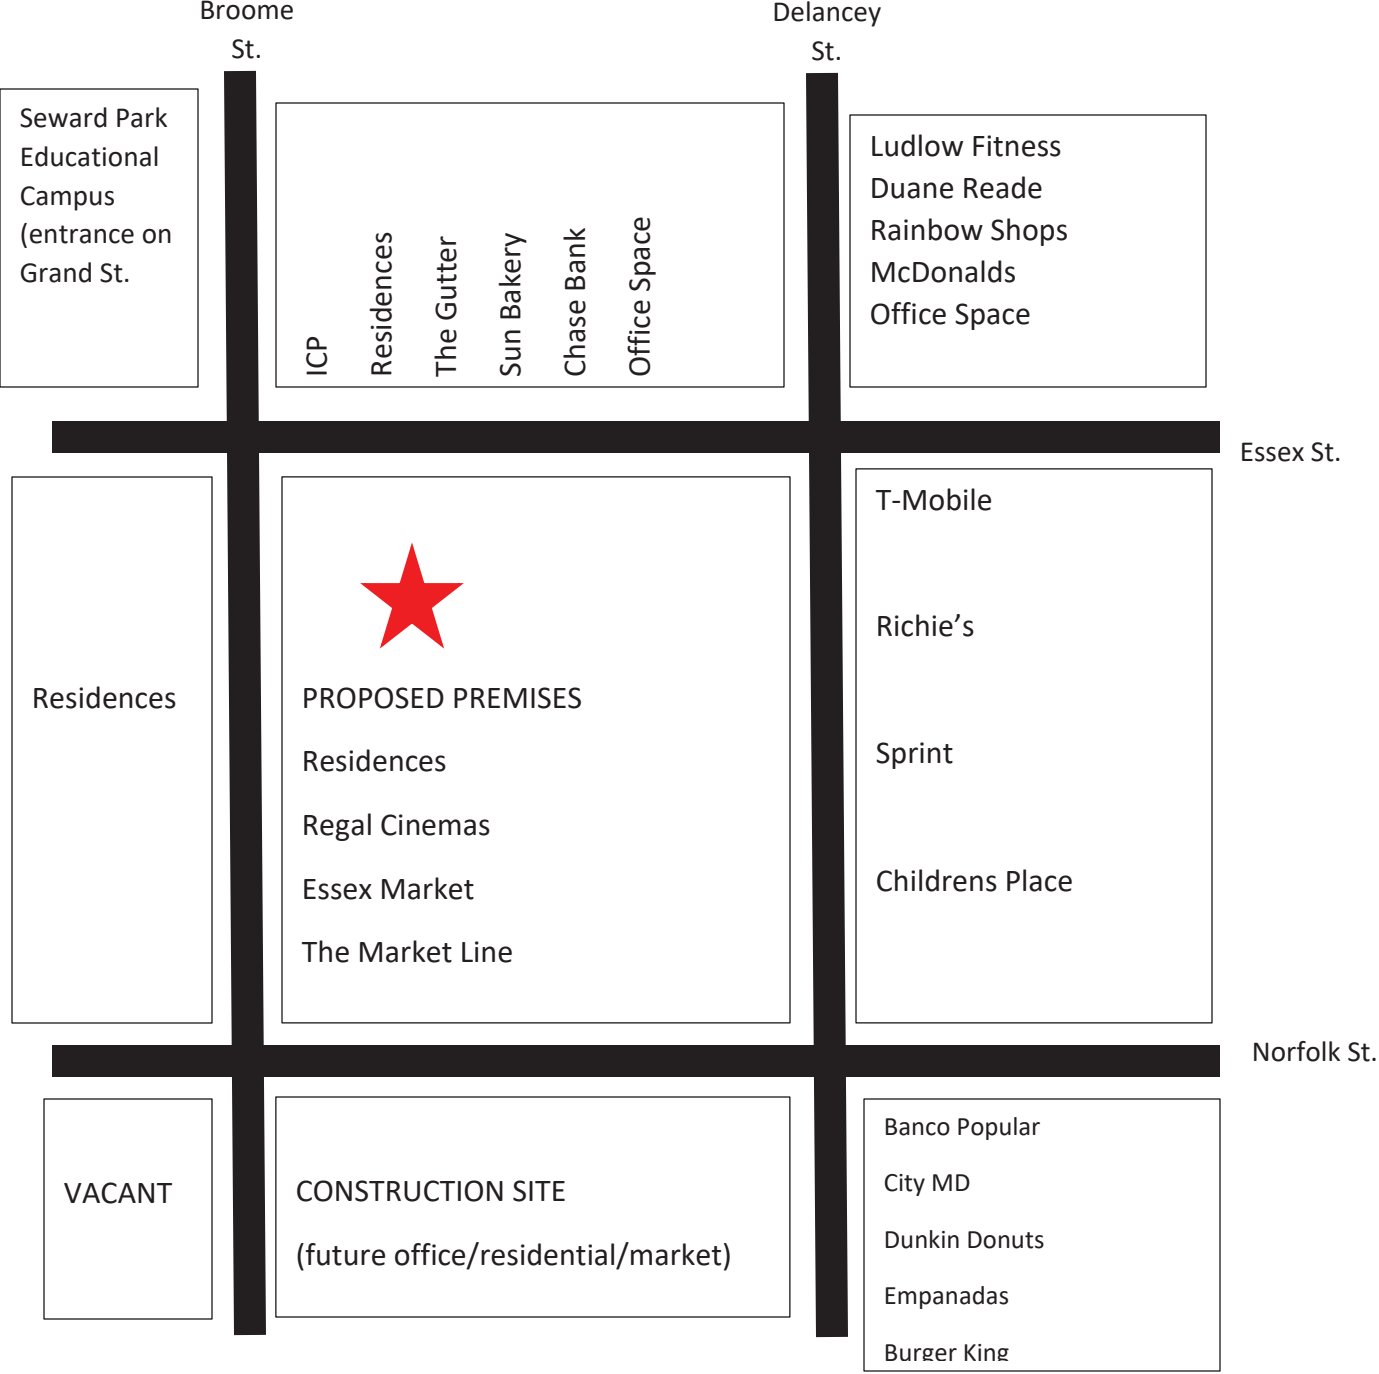 Broome
St.
Delancey
St.
Seward Park
Educational
Campus
(entrance on
Grand St.
ICP
Residences
The Gutter
Sun Bakery
Chase Bank
Office Space
Ludlow Fitness
Duane Reade
Rainbow Shops
McDonalds
Office Space
Essex St.
Residences
PROPOSED PREMISES
Residences
Regal Cinemas
Essex Market
The Market Line
T-Mobile
Richie’s
Sprint
Childrens Place
Norfolk St.
VACANT
CONSTRUCTION SITE
(future office/residential/market)
Banco Popular
City MD
Dunkin Donuts
Empanadas
Burger King